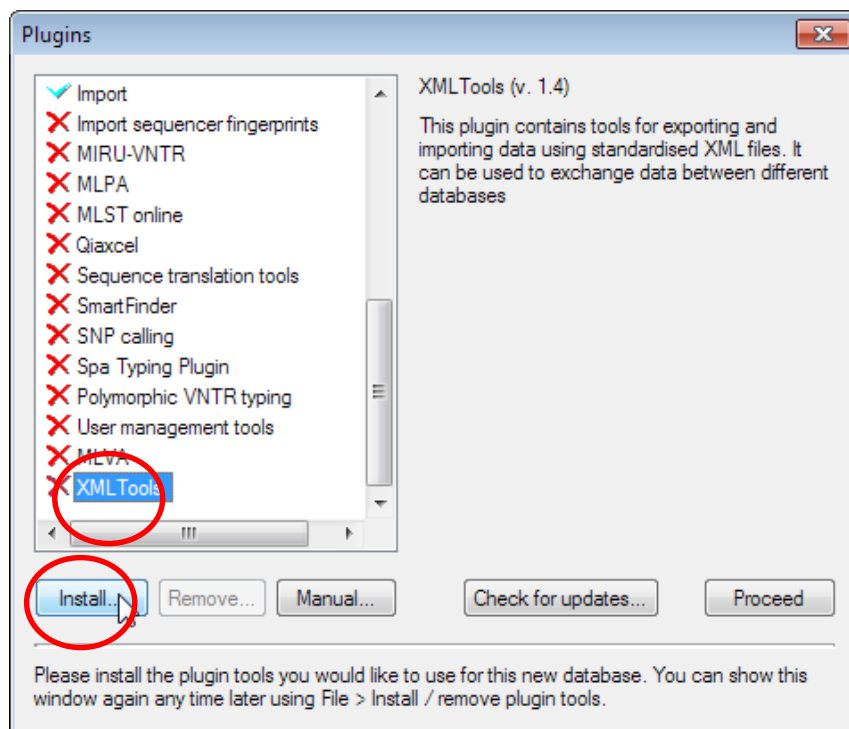 Plugins
Import
Import sequencer fingerprints
MIRU-VNTR
MLPA
MLST online
Qiaxcel
Sequence translation tools
SmartFinder
SNP calling
Spa Typing Plugin
Polymorphic VNTR typing
User management tools
MLVA
XMLTools
XMLTools (v. 1.4)
This plugin contains tools for exporting and
importing data using standardised XML files. It
can be used to exchange data between different
databases
Install...
Remove...
Manual...
Check for updates...
Proceed
Please install the plugin tools you would like to use for this new database. You can show this
window again any time later using File > Install / remove plugin tools.